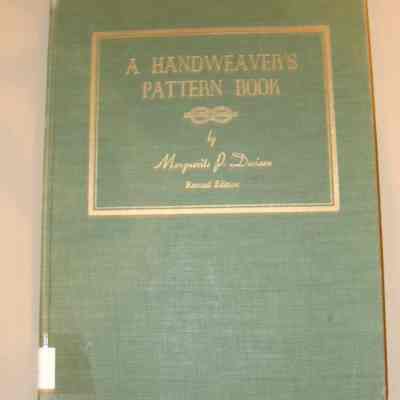 A HANDWEAVER'S
PATTERN BOOK
by
Marguerite P. Davison
Revised Edition